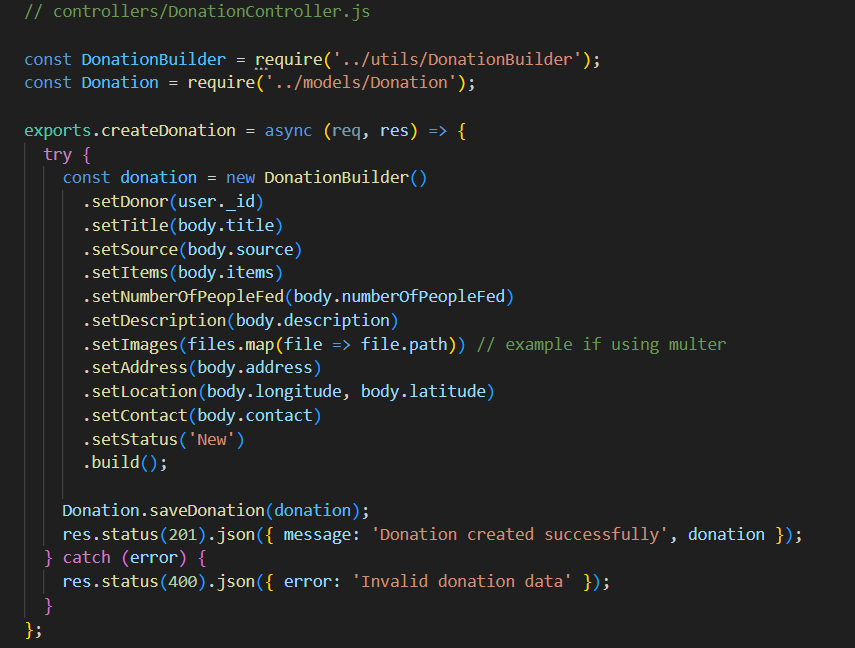 // controllers/DonationController.js
const DonationBuilder = require('../utils/DonationBuilder');
const Donation = require('../models/Donation');
exports.createDonation = async (req, res) => {
try {
const donation = new DonationBuilder()
.setDonor(user._id)
.setTitle(body.title)
.setSource(body.source)
.setItems(body.items)
.setNumberOfPeopleFed(body.numberOfPeopleFed)
.setDescription(body.description)
.setImages(files.map(file => file.path)) // example if using multer
.setAddress(body.address)
.setLocation(body.longitude, body.latitude)
.setContact(body.contact)
.setStatus('New')
.build();
Donation.saveDonation(donation);
res.status(201).json({ message: 'Donation created successfully', donation });
} catch (error) {
res.status(400).json({ error: 'Invalid donation data' });
}
};